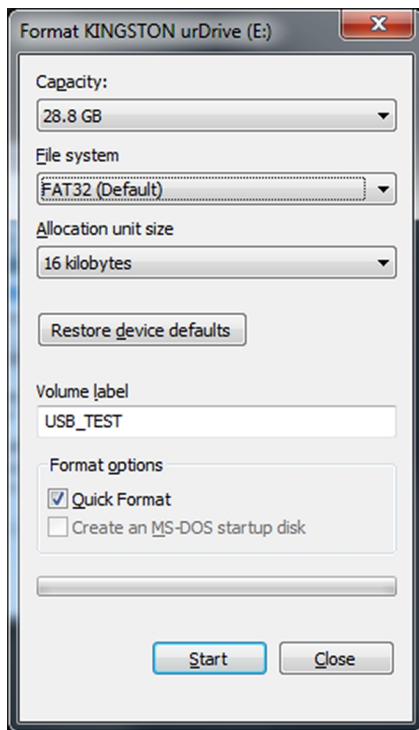 Format KINGSTON urDrive (E:)
Capacity:
28.8 GB
File system
FAT32 (Default)
Allocation unit size
16 kilobytes
Restore device defaults
Volume label
USB_TEST
Format options
Quick Format
Create an MS-DOS startup disk
Start
Close